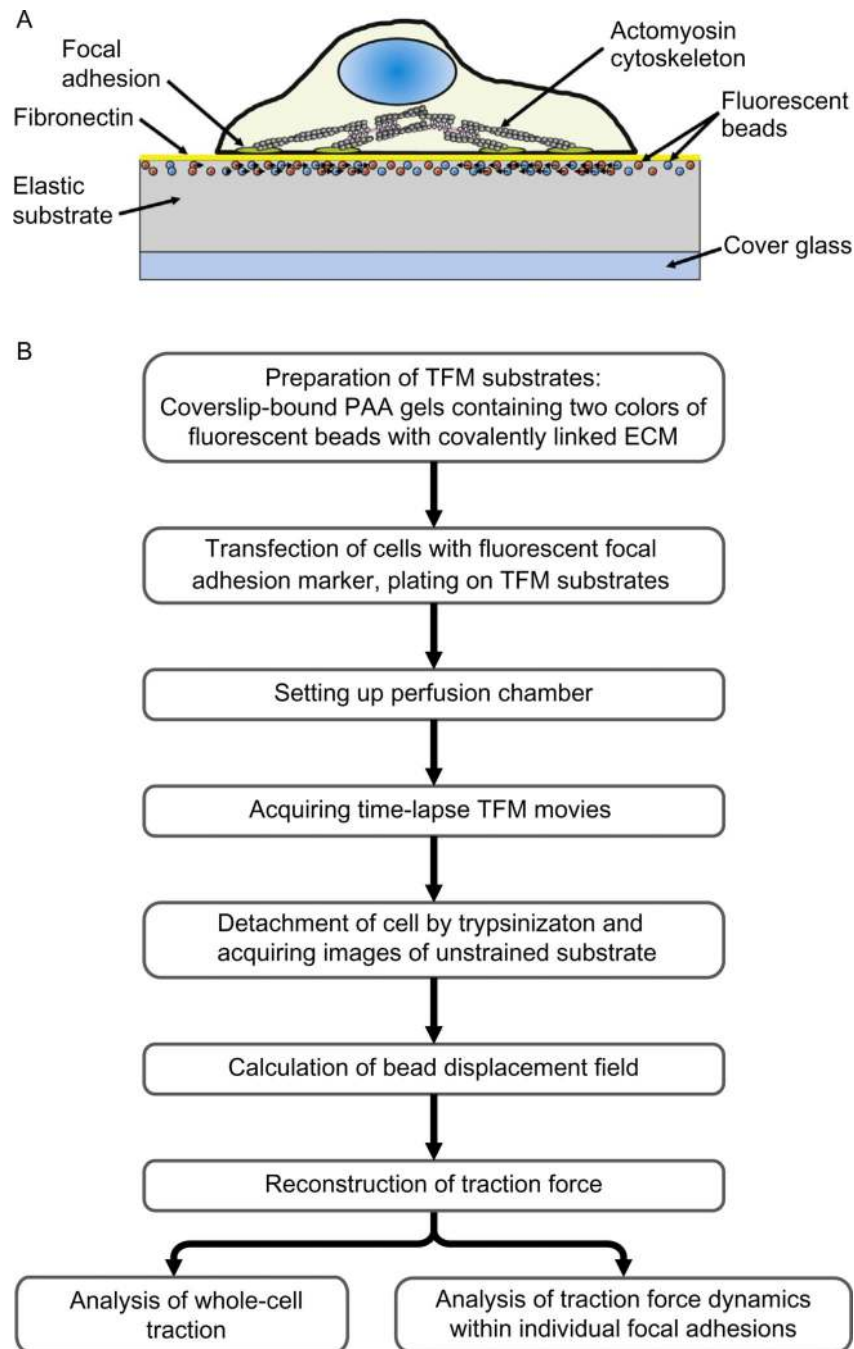 A
Focal
adhesion
Actomyosin
cytoskeleton
Fibronectin
Fluorescent
beads
Elastic
substrate
Cover glass
B
Preparation of TFM substrates:
Coverslip-bound PAA gels containing two colors of
fluorescent beads with covalently linked ECM
Transfection of cells with fluorescent focal
adhesion marker, plating on TFM substrates
Setting up perfusion chamber
Acquiring time-lapse TFM movies
Detachment of cell by trypsinizaton and
acquiring images of unstrained substrate
Calculation of bead displacement field
Reconstruction of traction force
Analysis of whole-cell
traction
Analysis of traction force dynamics
within individual focal adhesions